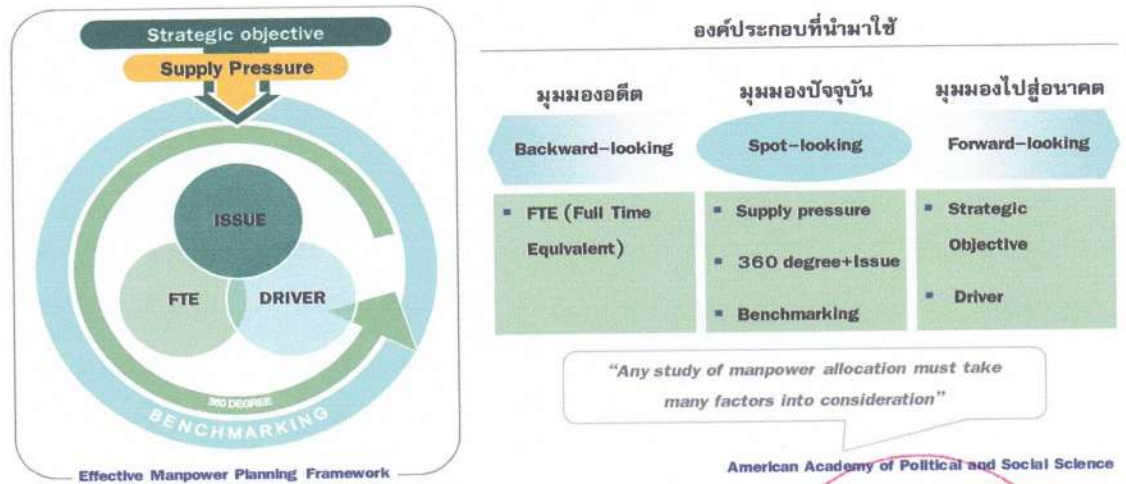 Strategic objective
Supply Pressure
ISSUE
FTE
DRIVER
360 DEGREE
BENCHMARKING
Effective Manpower Planning Framework
องค์ประกอบที่นำมาใช้
มุมมองอดีต
มุมมองปัจจุบัน
มุมมองไปสู่อนาคต
Backward-looking
Spot-looking
Forward-looking
▪ FTE (Full Time
Equivalent)
▪ Supply pressure
▪ 360 degree+Issue
▪ Benchmarking
▪ Strategic
Objective
▪ Driver
“Any study of manpower allocation must take
many factors into consideration”
American Academy of Political and Social Science